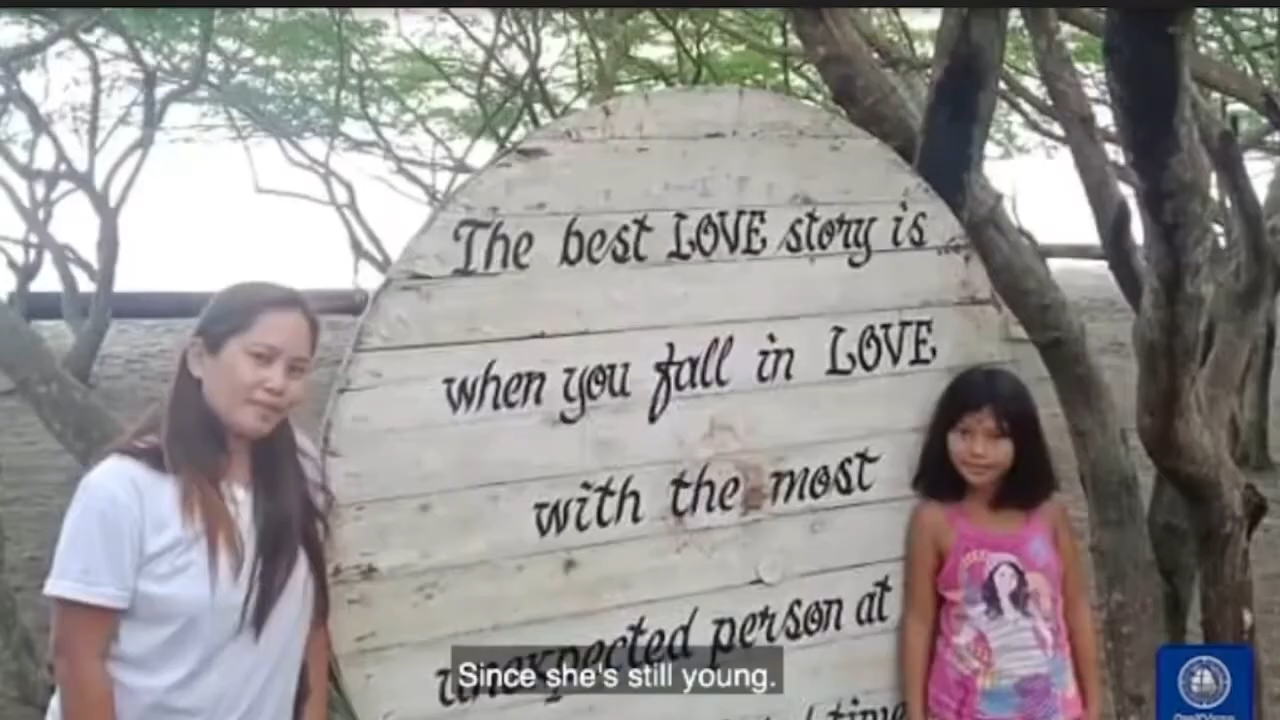 The best LOVE story is
when you fall in LOVE
with the most
unexpected person at
time
Since she's still young.